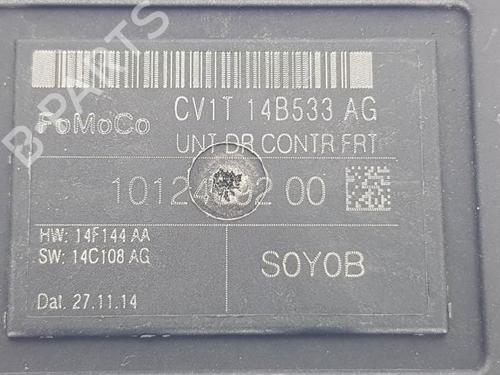 B-PARTS
FoMoCo
CV1T 14B533 AG
UNT DR CONTR FRT
00
HW: 14F144 AA
SW: 14C108 AG
S0Y0B
Dat. 27.11.14